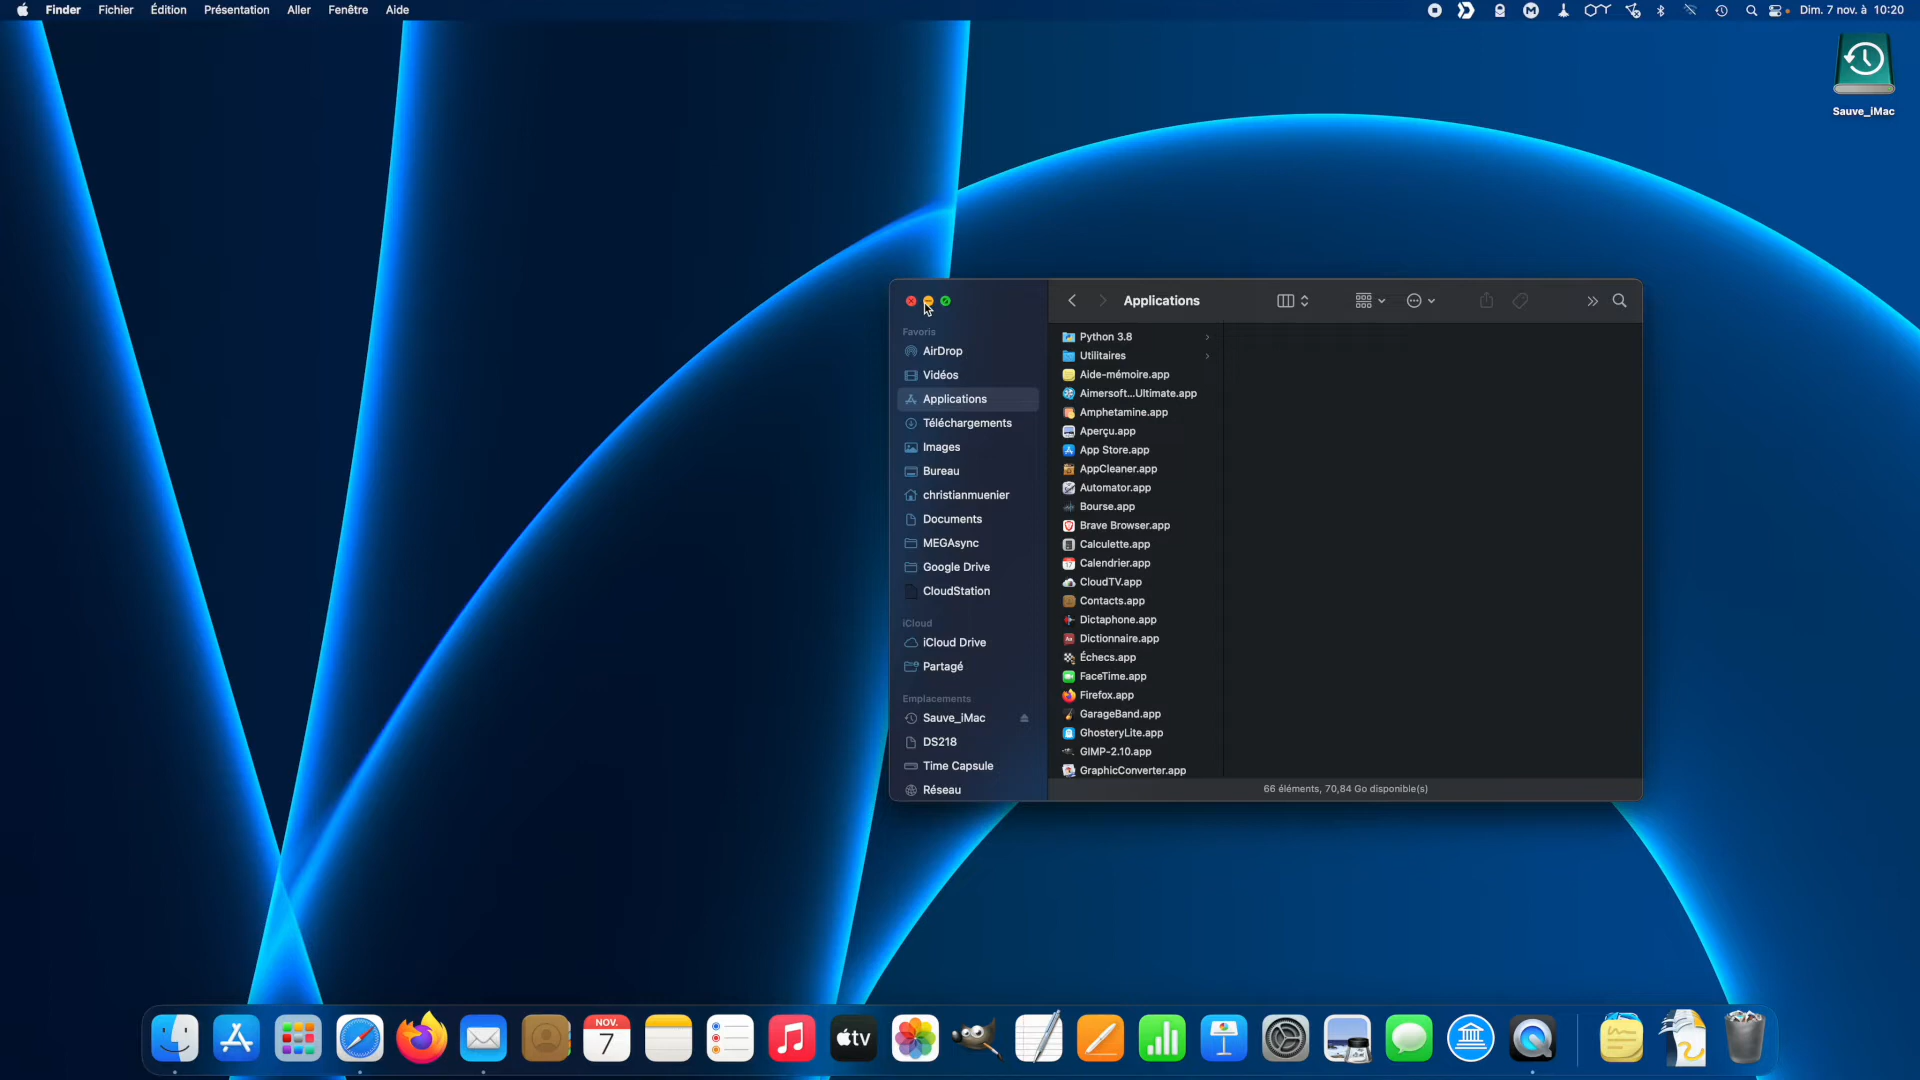 Finder Fichier Édition Présentation Aller Fenêtre Aide
Dim. 7 nov. à 10:20
Sauve_iMac
Applications
Favoris
AirDrop
Vidéos
Applications
Téléchargements
Images
Bureau
christianmuenier
Documents
MEGAsync
Google Drive
CloudStation
iCloud
iCloud Drive
Partagé
Emplacements
Sauve_iMac
DS218
Time Capsule
Réseau
Python 3.8
Utilitaires
Aide-mémoire.app
Aimersoft...Ultimate.app
Amphetamine.app
Aperçu.app
App Store.app
AppCleaner.app
Automator.app
Bourse.app
Brave Browser.app
Calculette.app
Calendrier.app
CloudTV.app
Contacts.app
Dictaphone.app
Dictionnaire.app
Échecs.app
FaceTime.app
Firefox.app
GarageBand.app
GhosteryLite.app
GIMP-2.10.app
GraphicConverter.app
66 éléments, 70,84 Go disponible(s)
NOV.
7
tv